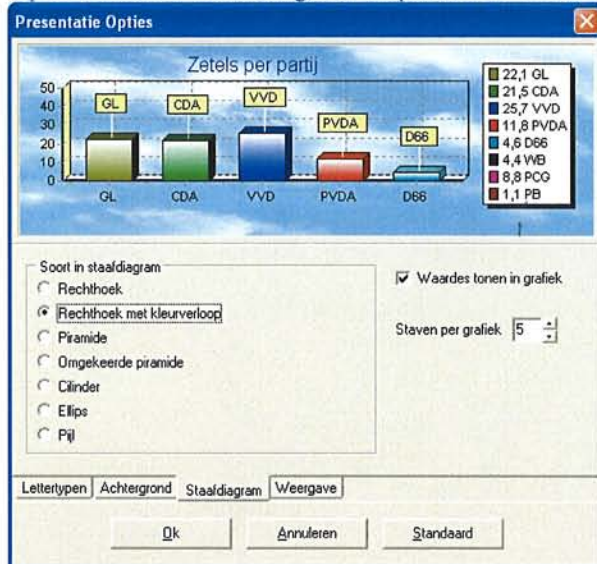 Presentatie Opties
Zetels per partij
50
40
30
20
10
0
GL
CDA
VVD
PVDA
D66
GL
CDA
VVD
PVDA
D66
22,1 GL
21,5 CDA
25,7 VVD
11,8 PVDA
4,6 D66
4,4 WB
8,8 PCG
1,1 PB
Soort in staafdiagram
Rechthoek
Rechthoek met kleurverloop
Piramide
Omgekeerde piramide
Cilinder
Ellips
Pijl
Waardes tonen in grafiek
Staven per grafiek 5
Lettertypen Achtergrond Staafdiagram Weergave
Ok Annuleren Standaard